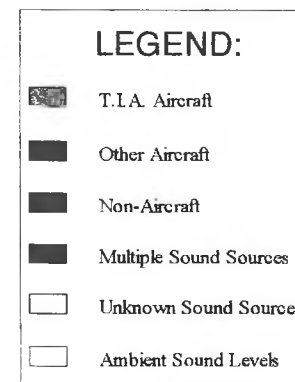 LEGEND:
T.I.A. Aircraft
Other Aircraft
Non-Aircraft
Multiple Sound Sources
Unknown Sound Source
Ambient Sound Levels